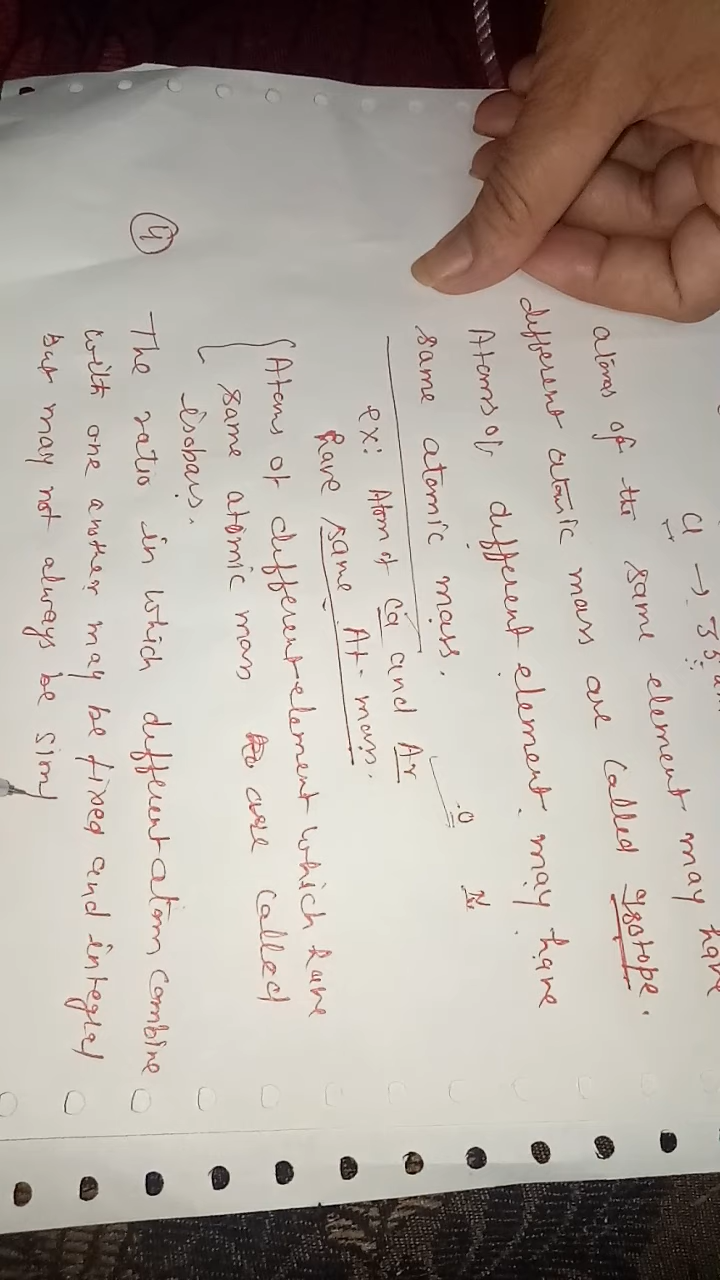 Cl → 35
atoms of the same element may have
different atomic mass are called Isotope.
Atoms of different element may have
same atomic mass.
O N
ex: Atom of Ca and Ar
have same At. mass.
Atoms of different element which have
same atomic mass are called
isobars.
4 The ratio in which different atom combine
with one another may be fixed and integral
but may not always be simp